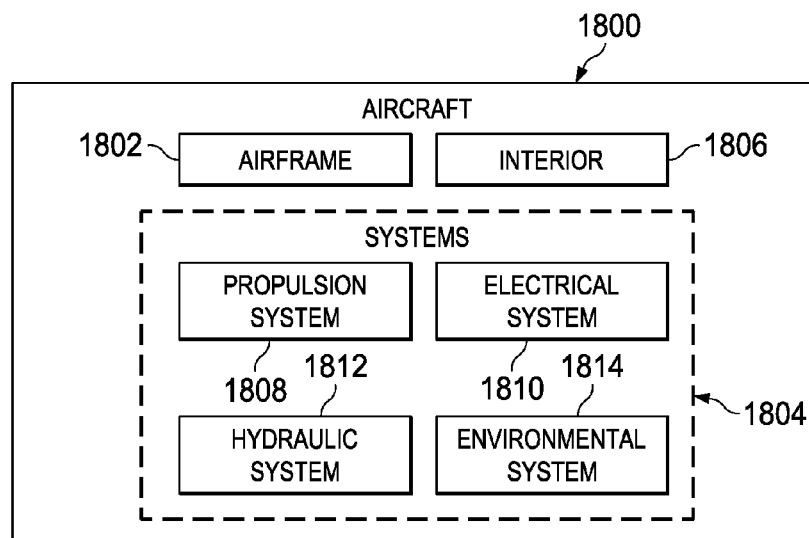 1800
AIRCRAFT
1802
AIRFRAME
INTERIOR
1806
SYSTEMS
PROPULSION
SYSTEM
ELECTRICAL
SYSTEM
1808
1812
1810
1814
1804
HYDRAULIC
SYSTEM
ENVIRONMENTAL
SYSTEM